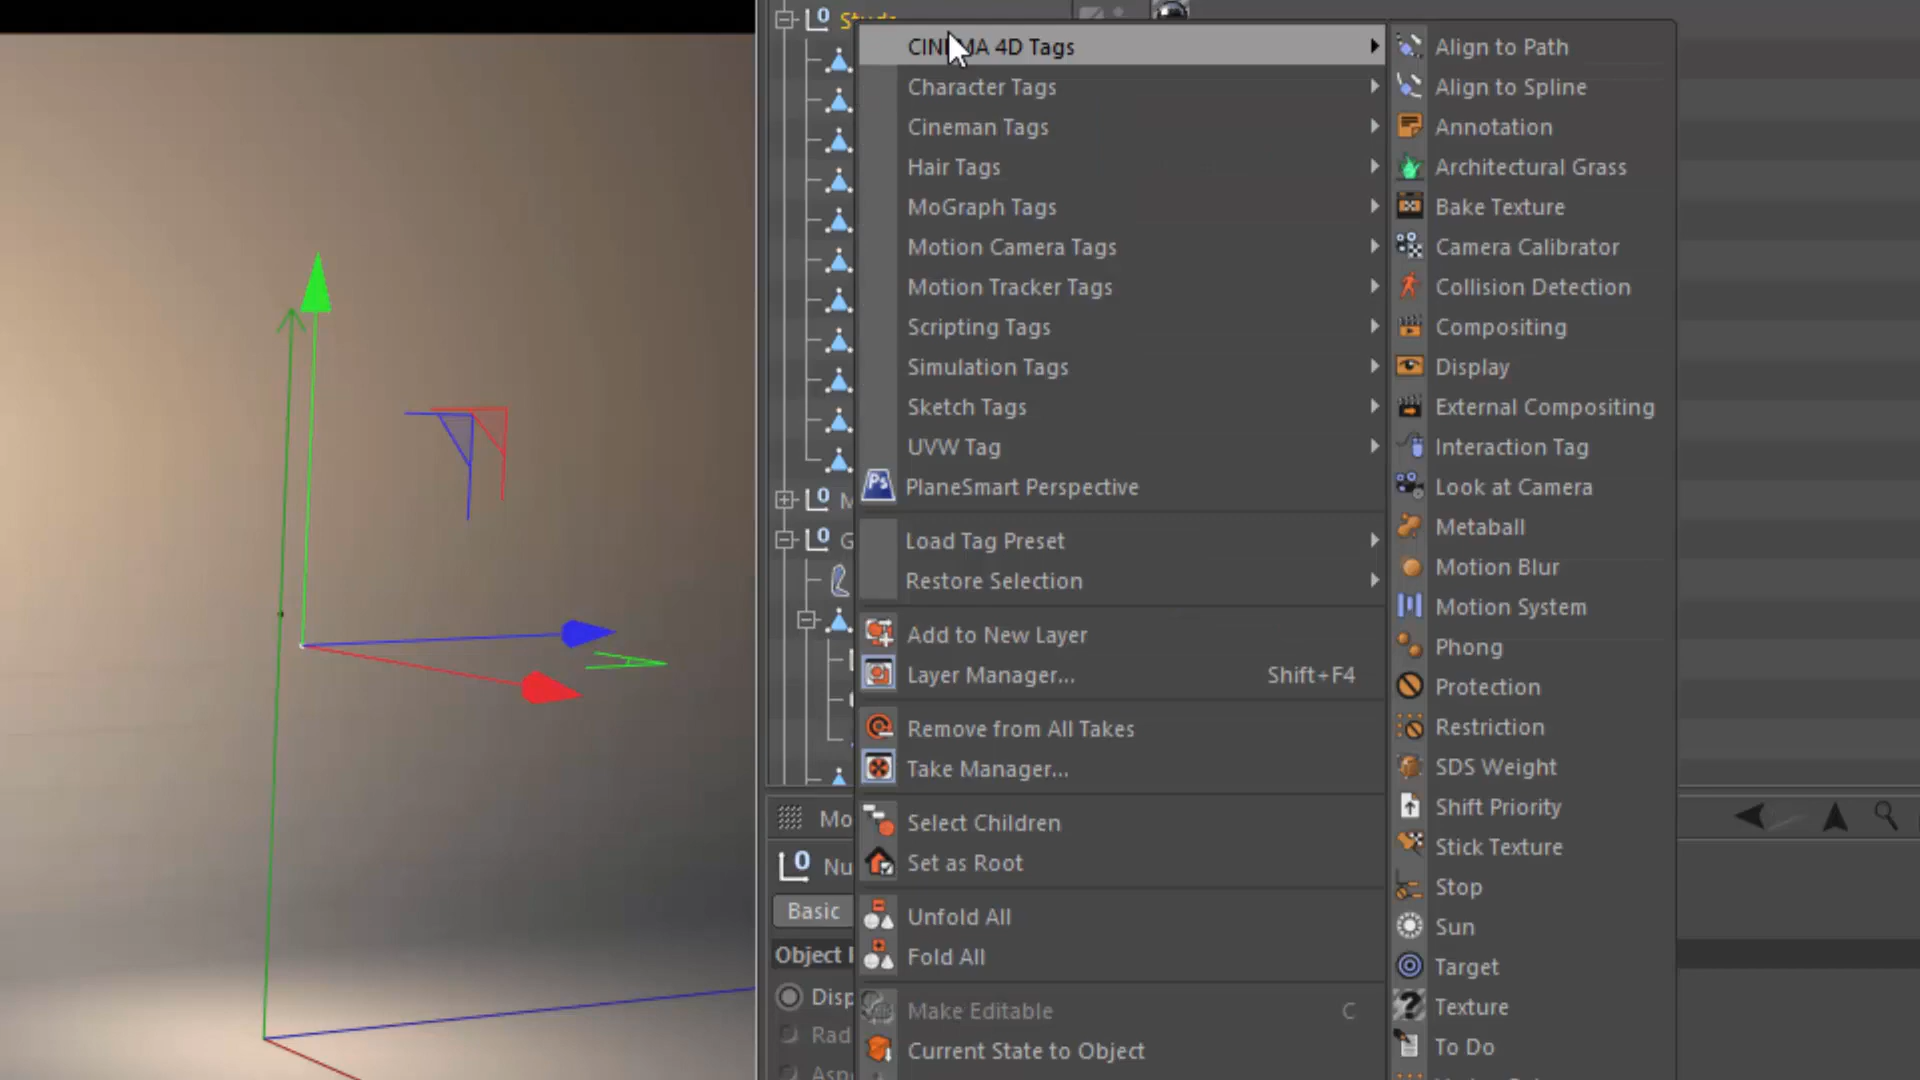 CINEMA 4D Tags
Character Tags
Cineman Tags
Hair Tags
MoGraph Tags
Motion Camera Tags
Motion Tracker Tags
Scripting Tags
Simulation Tags
Sketch Tags
UVW Tag
PlaneSmart Perspective
Load Tag Preset
Restore Selection
Add to New Layer
Layer Manager... Shift+F4
Remove from All Takes
Take Manager...
Select Children
Set as Root
Unfold All
Fold All
Make Editable C
Current State to Object
Align to Path
Align to Spline
Annotation
Architectural Grass
Bake Texture
Camera Calibrator
Collision Detection
Compositing
Display
External Compositing
Interaction Tag
Look at Camera
Metaball
Motion Blur
Motion System
Phong
Protection
Restriction
SDS Weight
Shift Priority
Stick Texture
Stop
Sun
Target
Texture
To Do
Basic
Object